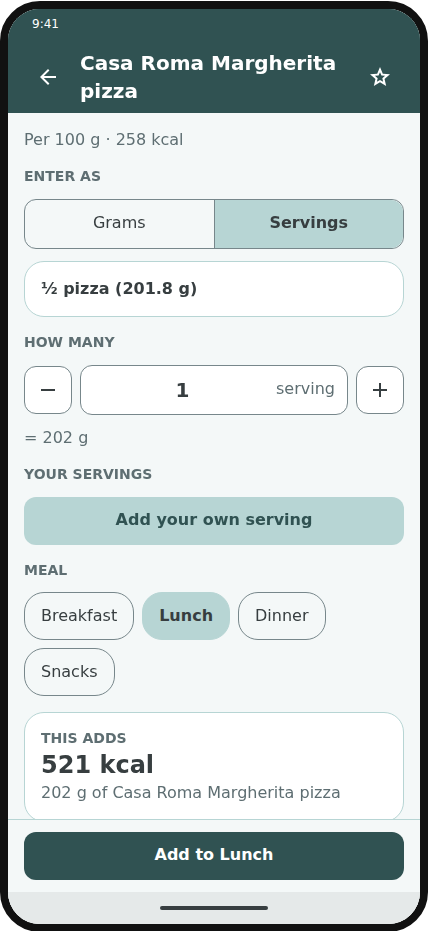 9:41
Casa Roma Margherita
pizza
Per 100 g · 258 kcal
ENTER AS
Grams
Servings
½ pizza (201.8 g)
HOW MANY
1
serving
= 202 g
YOUR SERVINGS
Add your own serving
MEAL
Breakfast
Lunch
Dinner
Snacks
THIS ADDS
521 kcal
202 g of Casa Roma Margherita pizza
Add to Lunch